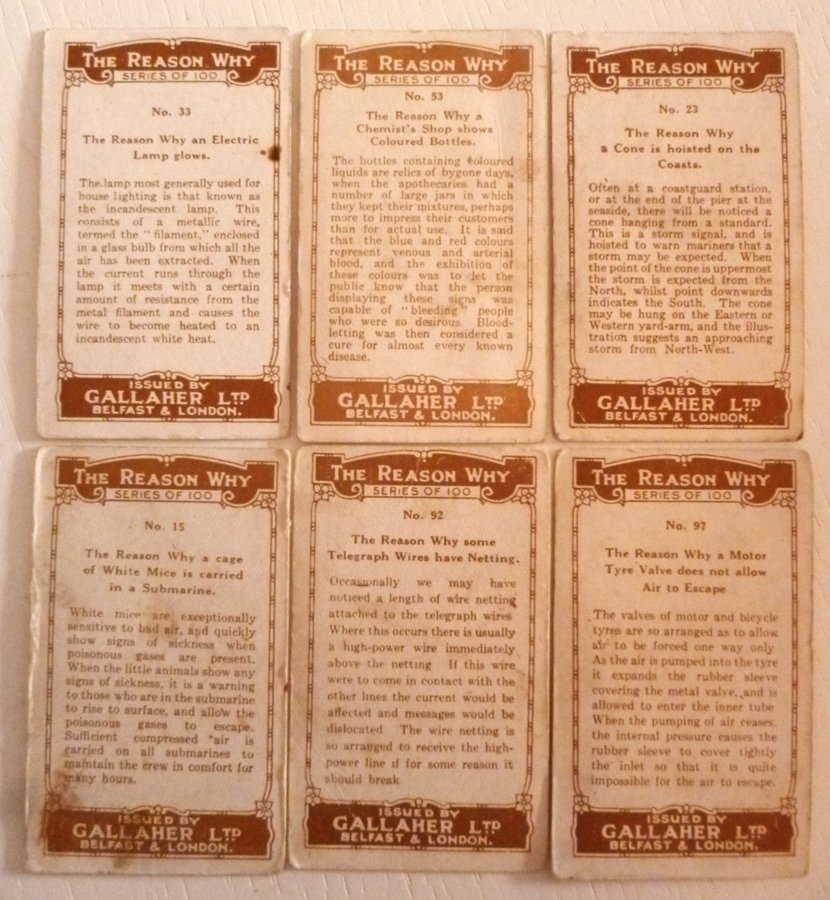 THE REASON WHY
SERIES OF 100
No. 33
The Reason Why an Electric
Lamp glows.
The lamp most generally used for
house lighting is that known as
the incandescent lamp. This
consists of a metallic wire,
termed the "filament," enclosed
in a glass bulb from which all the
air has been extracted. When
the current runs through the
lamp it meets with a certain
amount of resistance from the
metal filament and causes the
wire to become heated to an
incandescent white heat.
ISSUED BY
GALLAHER LTD
BELFAST & LONDON.
THE REASON WHY
SERIES OF 100
No. 53
The Reason Why a
Chemist's Shop shows
Coloured Bottles.
The bottles containing coloured
liquids are relics of bygone days,
when the apothecaries had a
number of large jars in which
they kept their mixtures, perhaps
more to impress their customers
than for actual use. It is said
that the blue and red colours
represent venous and arterial
blood, and the exhibition of
these colours was to let the
public know that the person
displaying these signs was
capable of "bleeding" people
who were so desirous. Blood-
letting was then considered a
cure for almost every known
disease.
ISSUED BY
GALLAHER LTD
BELFAST & LONDON.
THE REASON WHY
SERIES OF 100
No. 23
The Reason Why
a Cone is hoisted on the
Coasts.
Often at a coastguard station,
or at the end of the pier at the
seaside, there will be noticed a
cone hanging from a standard.
This is a storm signal, and is
hoisted to warn mariners that a
storm may be expected. When
the point of the cone is uppermost
the storm is expected from the
North, whilst point downwards
indicates the South. The cone
may be hung on the Eastern or
Western yard-arm, and the illus-
tration suggests an approaching
storm from North-West.
ISSUED BY
GALLAHER LTD
BELFAST & LONDON.
THE REASON WHY
SERIES OF 100
No. 15
The Reason Why a cage
of White Mice is carried
in a Submarine.
White mice are exceptionally
sensitive to bad air, and quickly
show signs of sickness when
poisonous gases are present.
When the little animals show any
signs of sickness, it is a warning
to those who are in the submarine
to rise to surface, and allow the
poisonous gases to escape.
Sufficient compressed air is
carried on all submarines to
maintain the crew in comfort for
many hours.
ISSUED BY
GALLAHER LTD
BELFAST & LONDON.
THE REASON WHY
SERIES OF 100
No. 92
The Reason Why some
Telegraph Wires have Netting.
Occasionally we may have
noticed a length of wire netting
attached to the telegraph wires
Where this occurs there is usually
a high-power wire immediately
above the netting If this wire
were to come in contact with the
other lines the current would be
affected and messages would be
dislocated The wire netting is
so arranged to receive the high-
power line if for some reason it
should break
ISSUED BY
GALLAHER LTD
BELFAST & LONDON.
THE REASON WHY
SERIES OF 100
No. 97
The Reason Why a Motor
Tyre Valve does not allow
Air to Escape
The valves of motor and bicycle
tyres are so arranged as to allow
air to be forced one way only
As the air is pumped into the tyre
it expands the rubber sleeve
covering the metal valve, and is
allowed to enter the inner tube
When the pumping of air ceases.
the internal pressure causes the
rubber sleeve to cover tightly
the inlet so that it is quite
impossible for the air to escape.
ISSUED BY
GALLAHER LTD
BELFAST & LONDON.